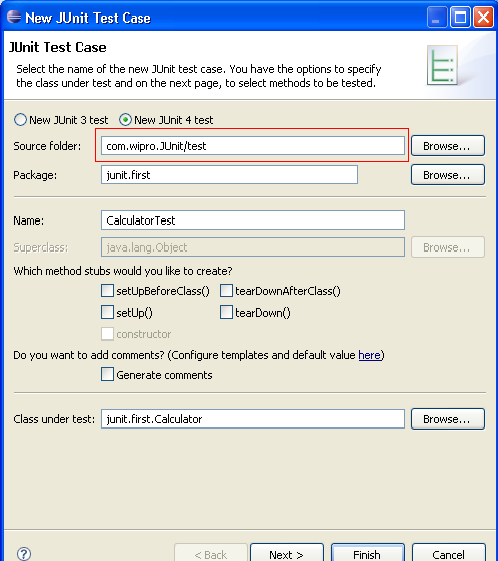 New JUnit Test Case
JUnit Test Case
Select the name of the new JUnit test case. You have the options to specify
the class under test and on the next page, to select methods to be tested.
New JUnit 3 test New JUnit 4 test
Source folder: com.wipro.JUnit/test Browse...
Package: junit.first Browse...
Name: CalculatorTest
Superclass: java.lang.Object Browse...
Which method stubs would you like to create?
setUpBeforeClass() tearDownAfterClass()
setUp() tearDown()
constructor
Do you want to add comments? (Configure templates and default value here)
Generate comments
Class under test: junit.first.Calculator Browse...
? < Back Next > Finish Cancel